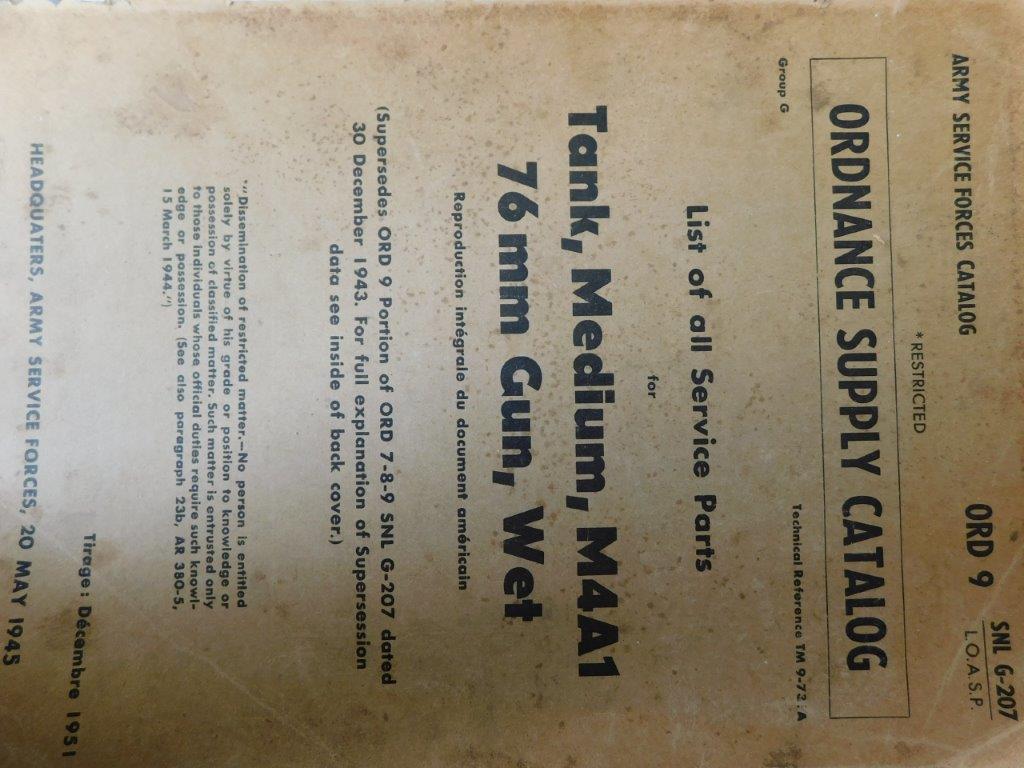 ARMY SERVICE FORCES CATALOG
ORD 9
SNL G-207
L.O.A.S.P.
*RESTRICTED
ORDNANCE SUPPLY CATALOG
Group G
Technical Reference TM
List of all Service Parts
for
Tank, Medium, M4A1
76 mm Gun, Wet
Reproduction intégrale du document américain
(Supersedes ORD 9 Portion of ORD 7-8-9 SNL G-207 dated
30 December 1943. For full explanation of Supersession
data see inside of back cover.)
*"Dissemination of restricted matter.—No person is entitled
solely by virtue of his grade or position to knowledge or
possession of classified matter. Such matter is entrusted only
to those individuals whose official duties require such knowl-
edge or possession. (See also paragraph 23b, AR 380-5,
15 March 1944.")
Tirage: Décembre 1951
HEADQUATERS, ARMY SERVICE FORCES, 20 MAY 1945